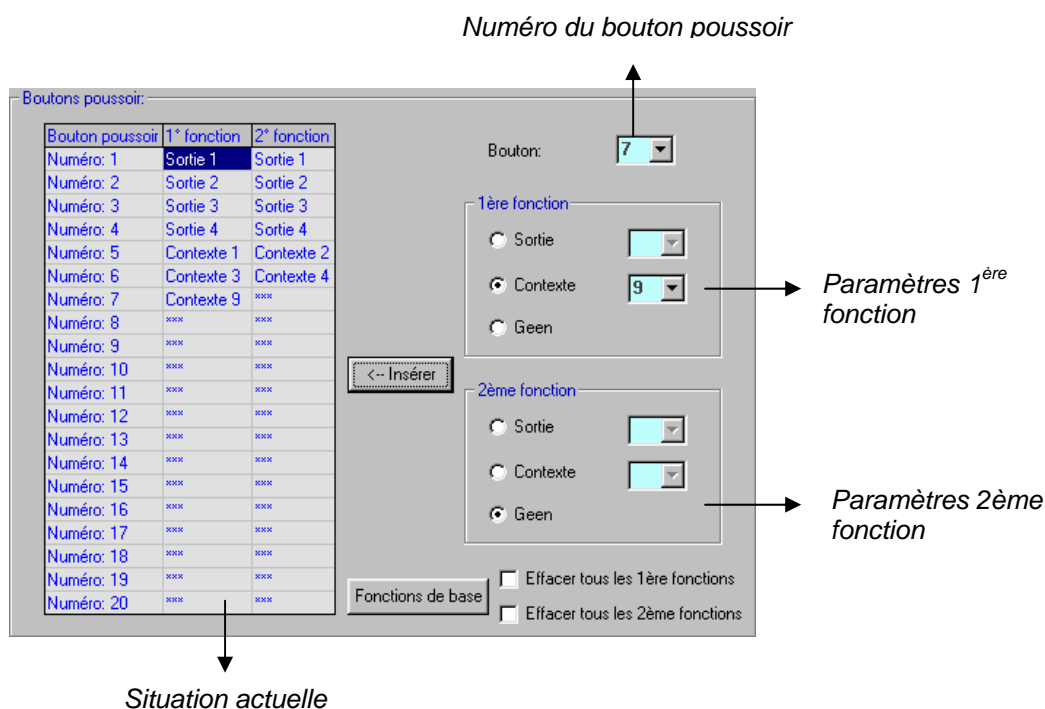 Numéro du bouton poussoir
Boutons poussoir:
Bouton poussoir 1° fonction 2° fonction
Numéro: 1 Sortie 1 Sortie 1
Numéro: 2 Sortie 2 Sortie 2
Numéro: 3 Sortie 3 Sortie 3
Numéro: 4 Sortie 4 Sortie 4
Numéro: 5 Contexte 1 Contexte 2
Numéro: 6 Contexte 3 Contexte 4
Numéro: 7 Contexte 9 ***
Numéro: 8 *** ***
Numéro: 9 *** ***
Numéro: 10 *** ***
Numéro: 11 *** ***
Numéro: 12 *** ***
Numéro: 13 *** ***
Numéro: 14 *** ***
Numéro: 15 *** ***
Numéro: 16 *** ***
Numéro: 17 *** ***
Numéro: 18 *** ***
Numéro: 19 *** ***
Numéro: 20 *** ***
<-- Insérer
Fonctions de base
Bouton: 7
1ère fonction
Sortie
Contexte 9
Geen
2ème fonction
Sortie
Contexte
Geen
Effacer tous les 1ère fonctions
Effacer tous les 2ème fonctions
Paramètres 1ère
fonction
Paramètres 2ème
fonction
Situation actuelle